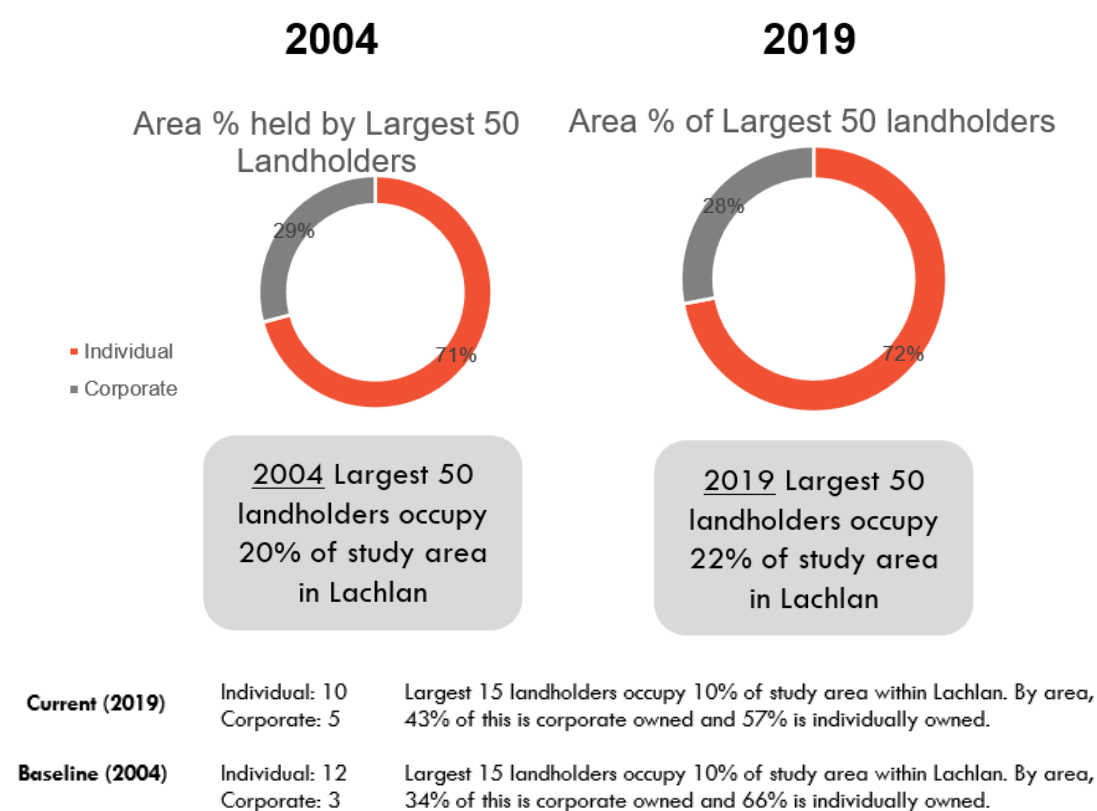 2004
2019
Area % held by Largest 50
Landholders
Area % of Largest 50 landholders
29%
71%
28%
72%
Individual
Corporate
2004 Largest 50
landholders occupy
20% of study area
in Lachlan
2019 Largest 50
landholders occupy
22% of study area
in Lachlan
Current (2019)
Individual: 10
Corporate: 5
Largest 15 landholders occupy 10% of study area within Lachlan. By area,
43% of this is corporate owned and 57% is individually owned.
Baseline (2004)
Individual: 12
Corporate: 3
Largest 15 landholders occupy 10% of study area within Lachlan. By area,
34% of this is corporate owned and 66% is individually owned.